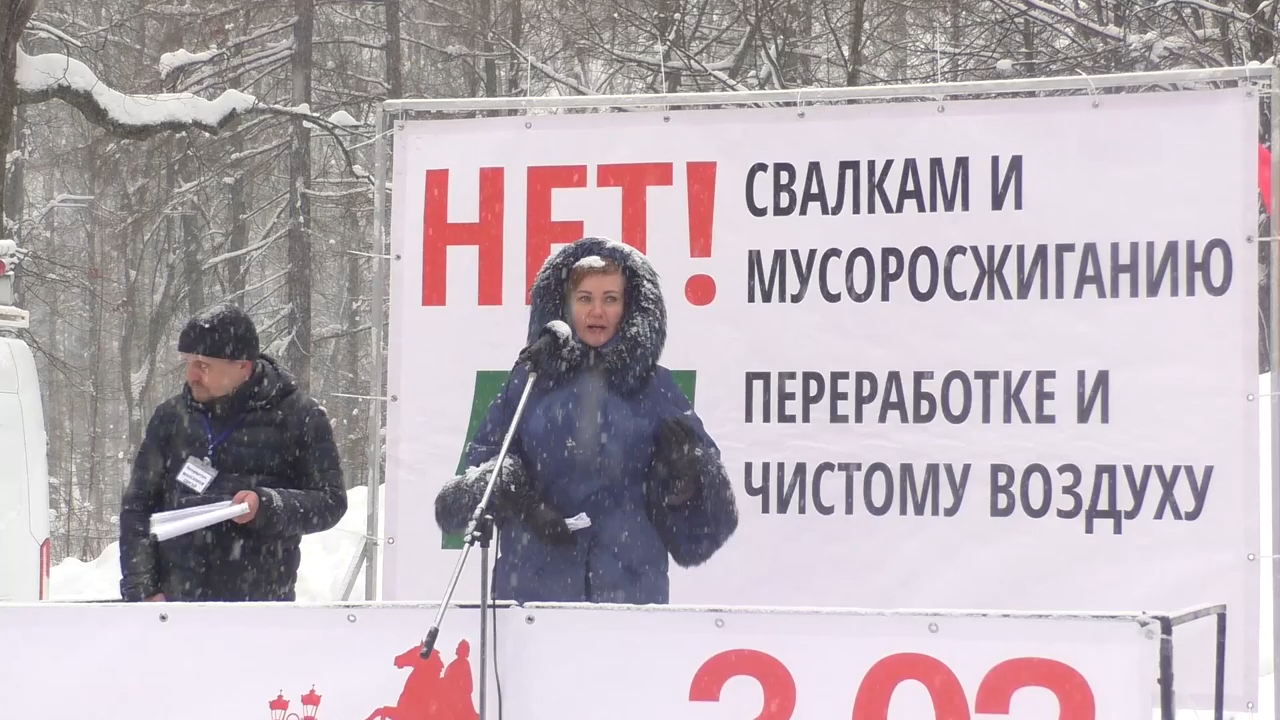 НЕТ!
СВАЛКАМ И
МУСОРОСЖИГАНИЮ
ПЕРЕРАБОТКЕ И
ЧИСТОМУ ВОЗДУХУ